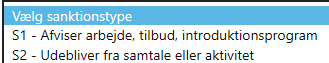 Vælg sanktionstype
S1 - Afviser arbejde, tilbud, introduktionsprogram
S2 - Udebliver fra samtale eller aktivitet